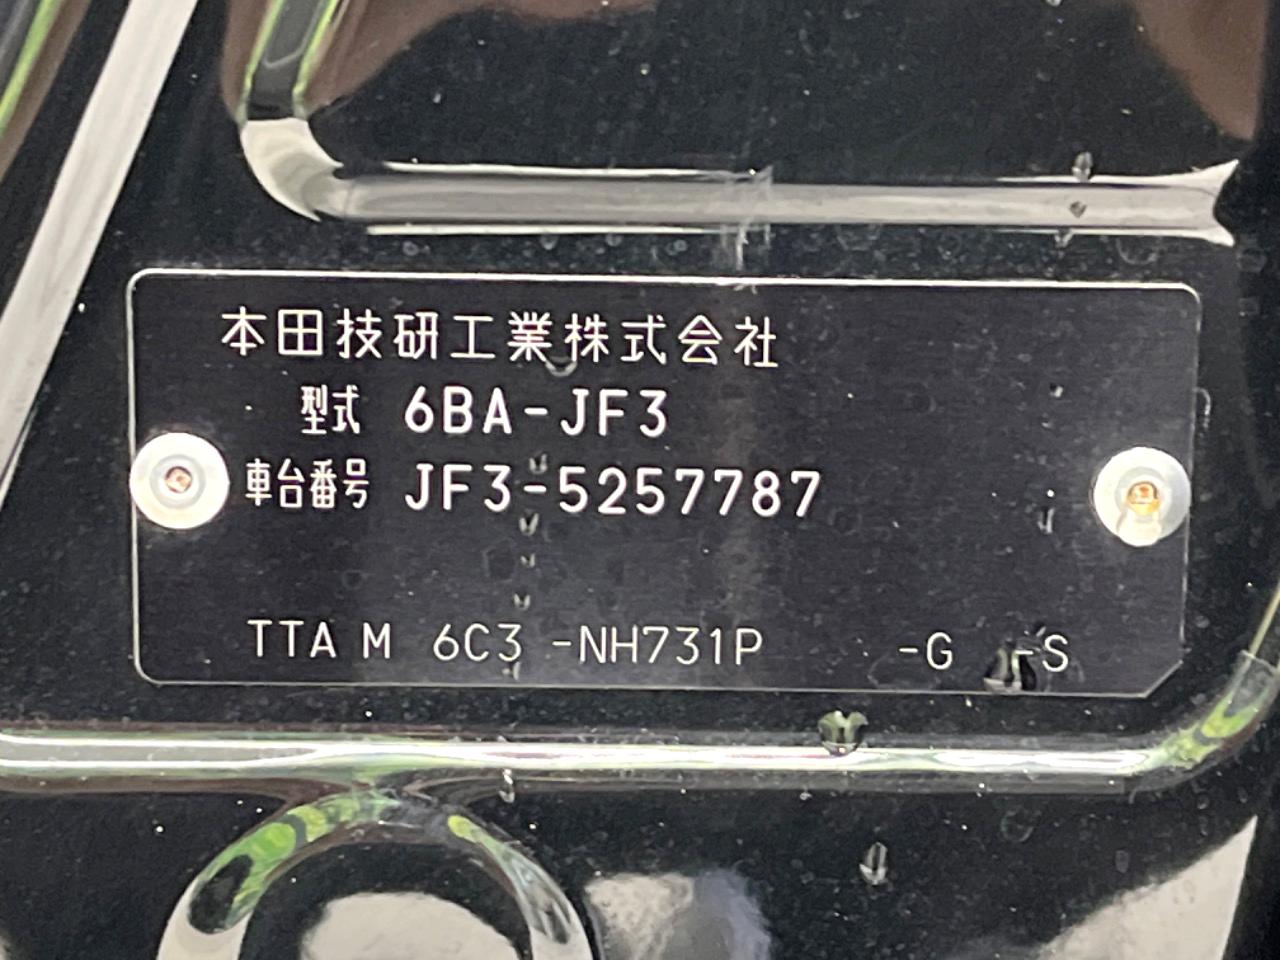 本田技研工業株式会社
型式 6BA-JF3
車台番号 JF3-5257787
TTA M 6C3 -NH731P -G -S